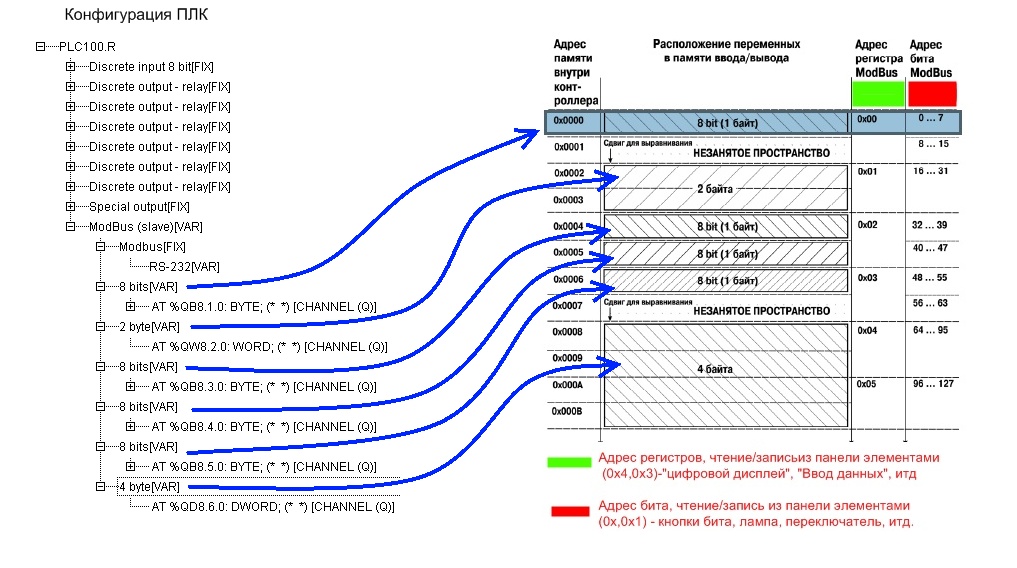 Конфигурация ПЛК
PLC100.R
Discrete input 8 bit[FIX]
Discrete output - relay[FIX]
Discrete output - relay[FIX]
Discrete output - relay[FIX]
Discrete output - relay[FIX]
Discrete output - relay[FIX]
Discrete output - relay[FIX]
Special output[FIX]
ModBus (slave)[VAR]
Modbus[FIX]
RS-232[VAR]
8 bits[VAR]
AT %QB8.1.0: BYTE; (* *) [CHANNEL (Q)]
2 byte[VAR]
AT %QW8.2.0: WORD; (* *) [CHANNEL (Q)]
8 bits[VAR]
AT %QB8.3.0: BYTE; (* *) [CHANNEL (Q)]
8 bits[VAR]
AT %QB8.4.0: BYTE; (* *) [CHANNEL (Q)]
8 bits[VAR]
AT %QB8.5.0: BYTE; (* *) [CHANNEL (Q)]
4 byte[VAR]
AT %QD8.6.0: DWORD; (* *) [CHANNEL (Q)]
Адрес
памяти
внутри
конт-
роллера
Расположение переменных
в памяти ввода/вывода
Адрес
регистра
ModBus
Адрес
бита
ModBus
0x0000 8 bit (1 байт) 0x00 0 ... 7
0x0001 Сдвиг для выравнивания НЕЗАНЯТОЕ ПРОСТРАНСТВО 8 ... 15
0x0002 0x01 16 ... 31
2 байта
0x0003
0x0004 8 bit (1 байт) 0x02 32 ... 39
0x0005 8 bit (1 байт) 40 ... 47
0x0006 8 bit (1 байт) 0x03 48 ... 55
0x0007 Сдвиг для выравнивания НЕЗАНЯТОЕ ПРОСТРАНСТВО 56 ... 63
0x0008 0x04 64 ... 95
0x0009
4 байта
0x000A 0x05 96 ... 127
0x000B
Адрес регистров, чтение/записьиз панели элементами
(0x4,0x3)-"цифровой дисплей", "Ввод данных", итд
Адрес бита, чтение/запись из панели элементами
(0x,0x1) - кнопки бита, лампа, переключатель, итд.